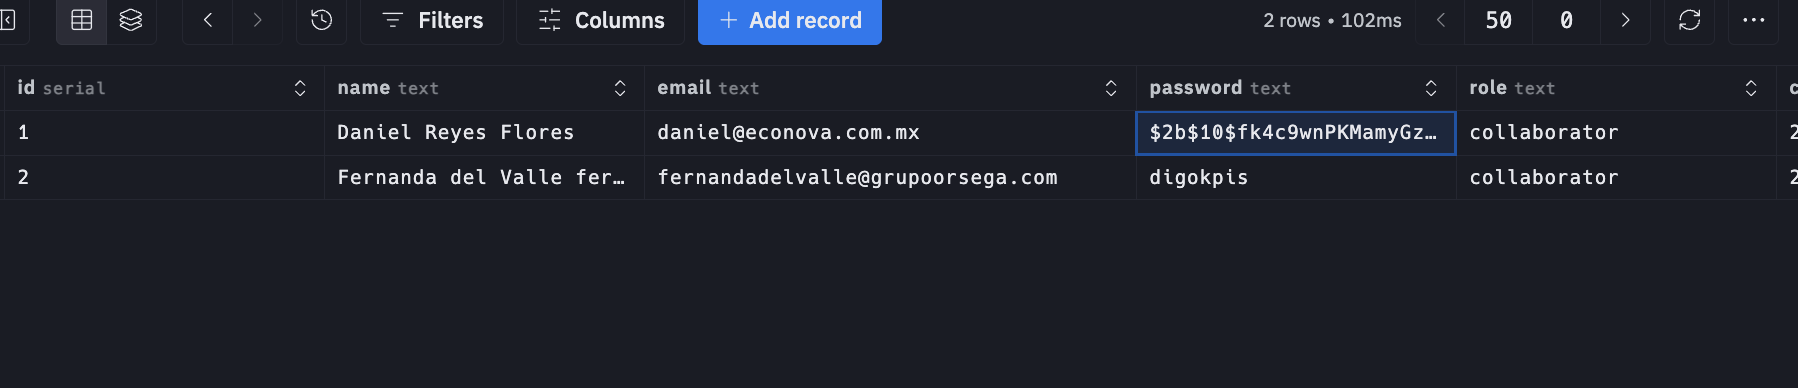 Filters Columns + Add record 2 rows • 102ms 50 0
id serial name text email text password text role text c
1 Daniel Reyes Flores daniel@econova.com.mx $2b$10$fk4c9wnPKMamyGz… collaborator 2
2 Fernanda del Valle fer… fernandadelvalle@grupoorsega.com digokpis collaborator 2